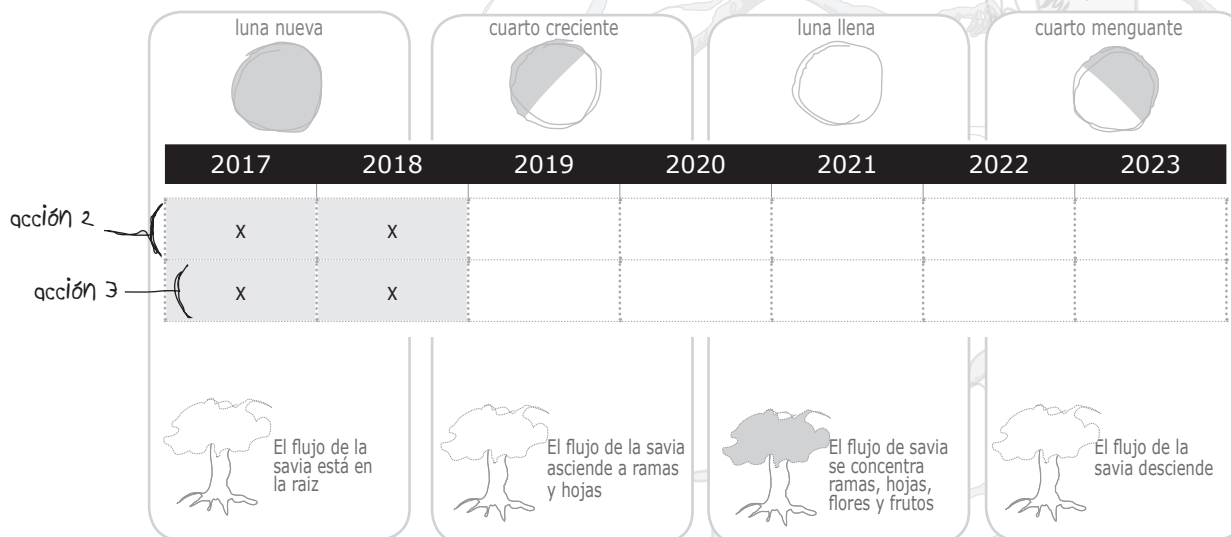 luna nueva
cuarto creciente
luna llena
cuarto menguante
2017 2018 2019 2020 2021 2022 2023
acción 2 x x
acción 3 x x
El flujo de la
savia está en
la raiz
El flujo de la savia
asciende a ramas
y hojas
El flujo de savia
se concentra
ramas, hojas,
flores y frutos
El flujo de la
savia desciende